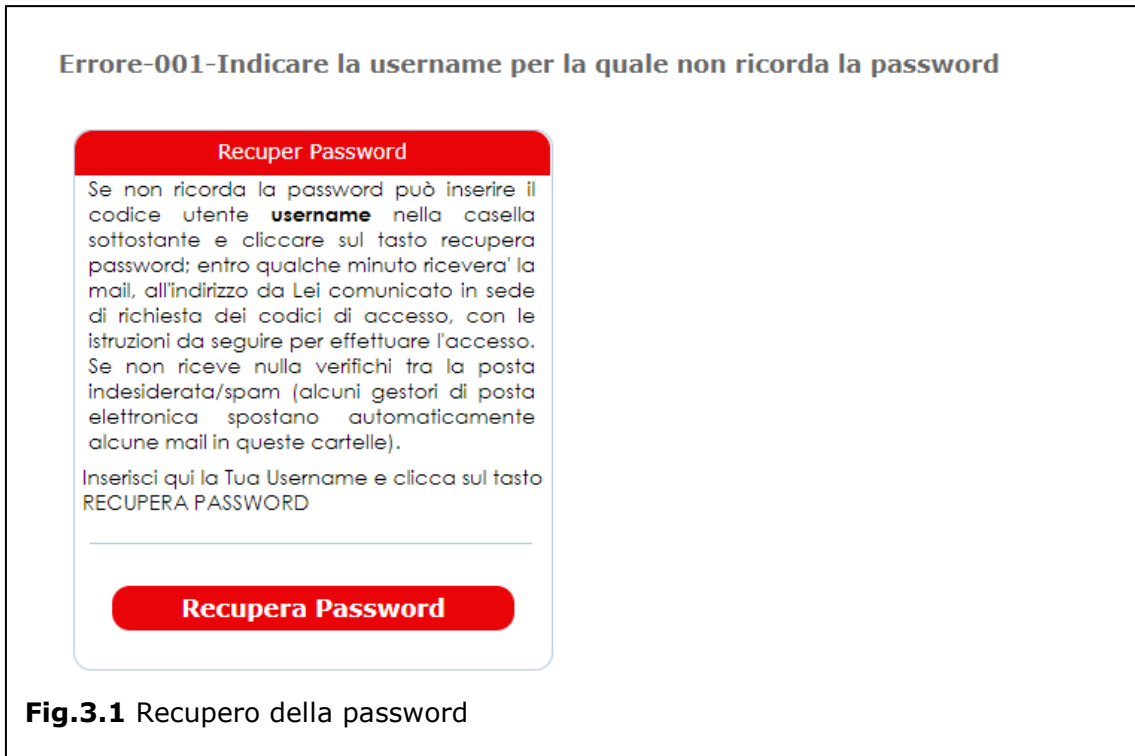 Errore-001-Indicare la username per la quale non ricorda la password
Recuper Password
Se non ricorda la password può inserire il
codice utente username nella casella
sottostante e cliccare sul tasto recupera
password; entro qualche minuto ricevera' la
mail, all'indirizzo da Lei comunicato in sede
di richiesta dei codici di accesso, con le
istruzioni da seguire per effettuare l'accesso.
Se non riceve nulla verifichi tra la posta
indesiderata/spam (alcuni gestori di posta
elettronica spostano automaticamente
alcune mail in queste cartelle).
Inserisci qui la Tua Username e clicca sul tasto
RECUPERA PASSWORD
Recupera Password
Fig.3.1 Recupero della password